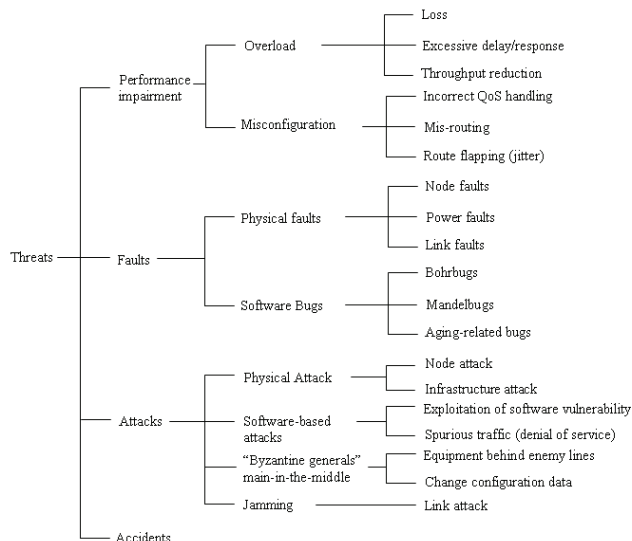 Threats
Performance
impairment
Overload
Loss
Excessive delay/response
Throughput reduction
Misconfiguration
Incorrect QoS handling
Mis-routing
Route flapping (jitter)
Faults
Physical faults
Node faults
Power faults
Link faults
Software Bugs
Bohrbugs
Mandelbugs
Aging-related bugs
Attacks
Physical Attack
Node attack
Infrastructure attack
Software-based
attacks
Exploitation of software vulnerability
Spurious traffic (denial of service)
“Byzantine generals”
main-in-the-middle
Equipment behind enemy lines
Change configuration data
Jamming
Link attack
Accidents